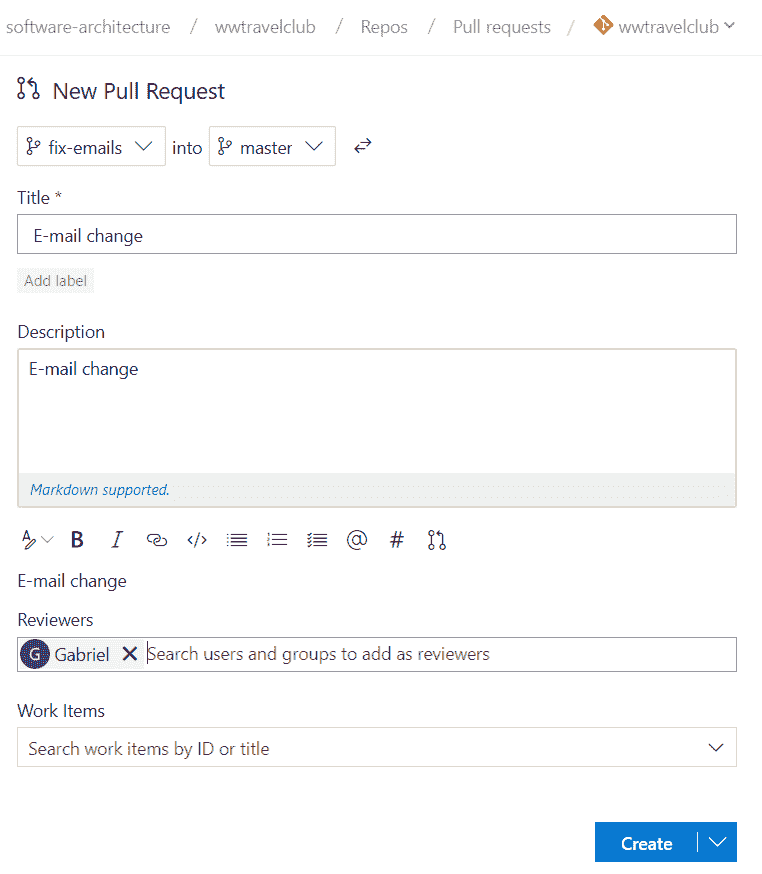 software-architecture / wwtravelclub / Repos / Pull requests / wwtravelclub
New Pull Request
fix-emails into master
Title *
E-mail change
Add label
Description
E-mail change
Markdown supported.
B I </> @ #
E-mail change
Reviewers
G Gabriel Search users and groups to add as reviewers
Work Items
Search work items by ID or title
Create